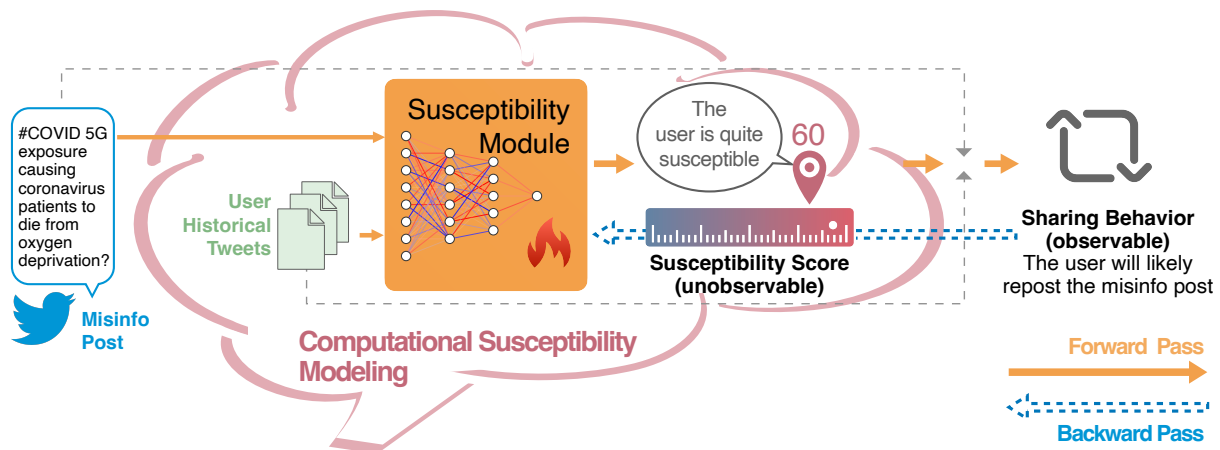 #COVID 5G
exposure
causing
coronavirus
patients to
die from
oxygen
deprivation?
Misinfo
Post
User
Historical
Tweets
Susceptibility
Module
The
user is quite
susceptible
60
Susceptibility Score
(unobservable)
Sharing Behavior
(observable)
The user will likely
repost the misinfo post
Computational Susceptibility
Modeling
Forward Pass
Backward Pass